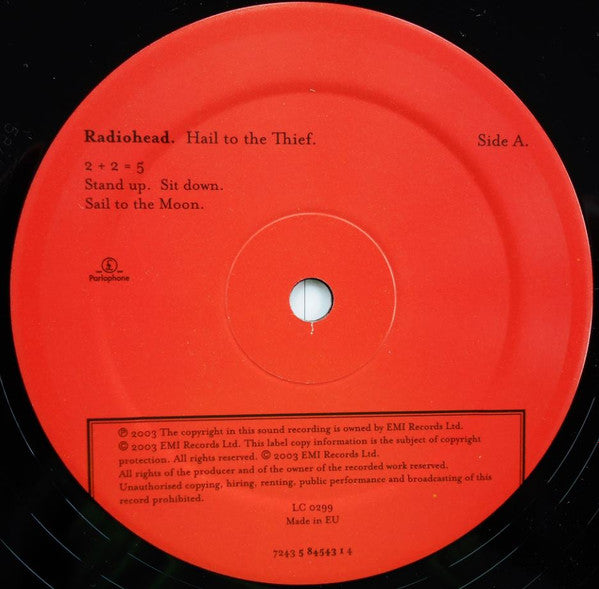 Radiohead. Hail to the Thief. Side A.
2 + 2 = 5
Stand up. Sit down.
Sail to the Moon.
£
Parlophone
℗ 2003 The copyright in this sound recording is owned by EMI Records Ltd.
© 2003 EMI Records Ltd. This label copy information is the subject of copyright
protection. All rights reserved. © 2003 EMI Records Ltd.
All rights of the producer and of the owner of the recorded work reserved.
Unauthorised copying, hiring, renting, public performance and broadcasting of this
record prohibited.
LC 0299
Made in EU
7243 5 84543 1 4